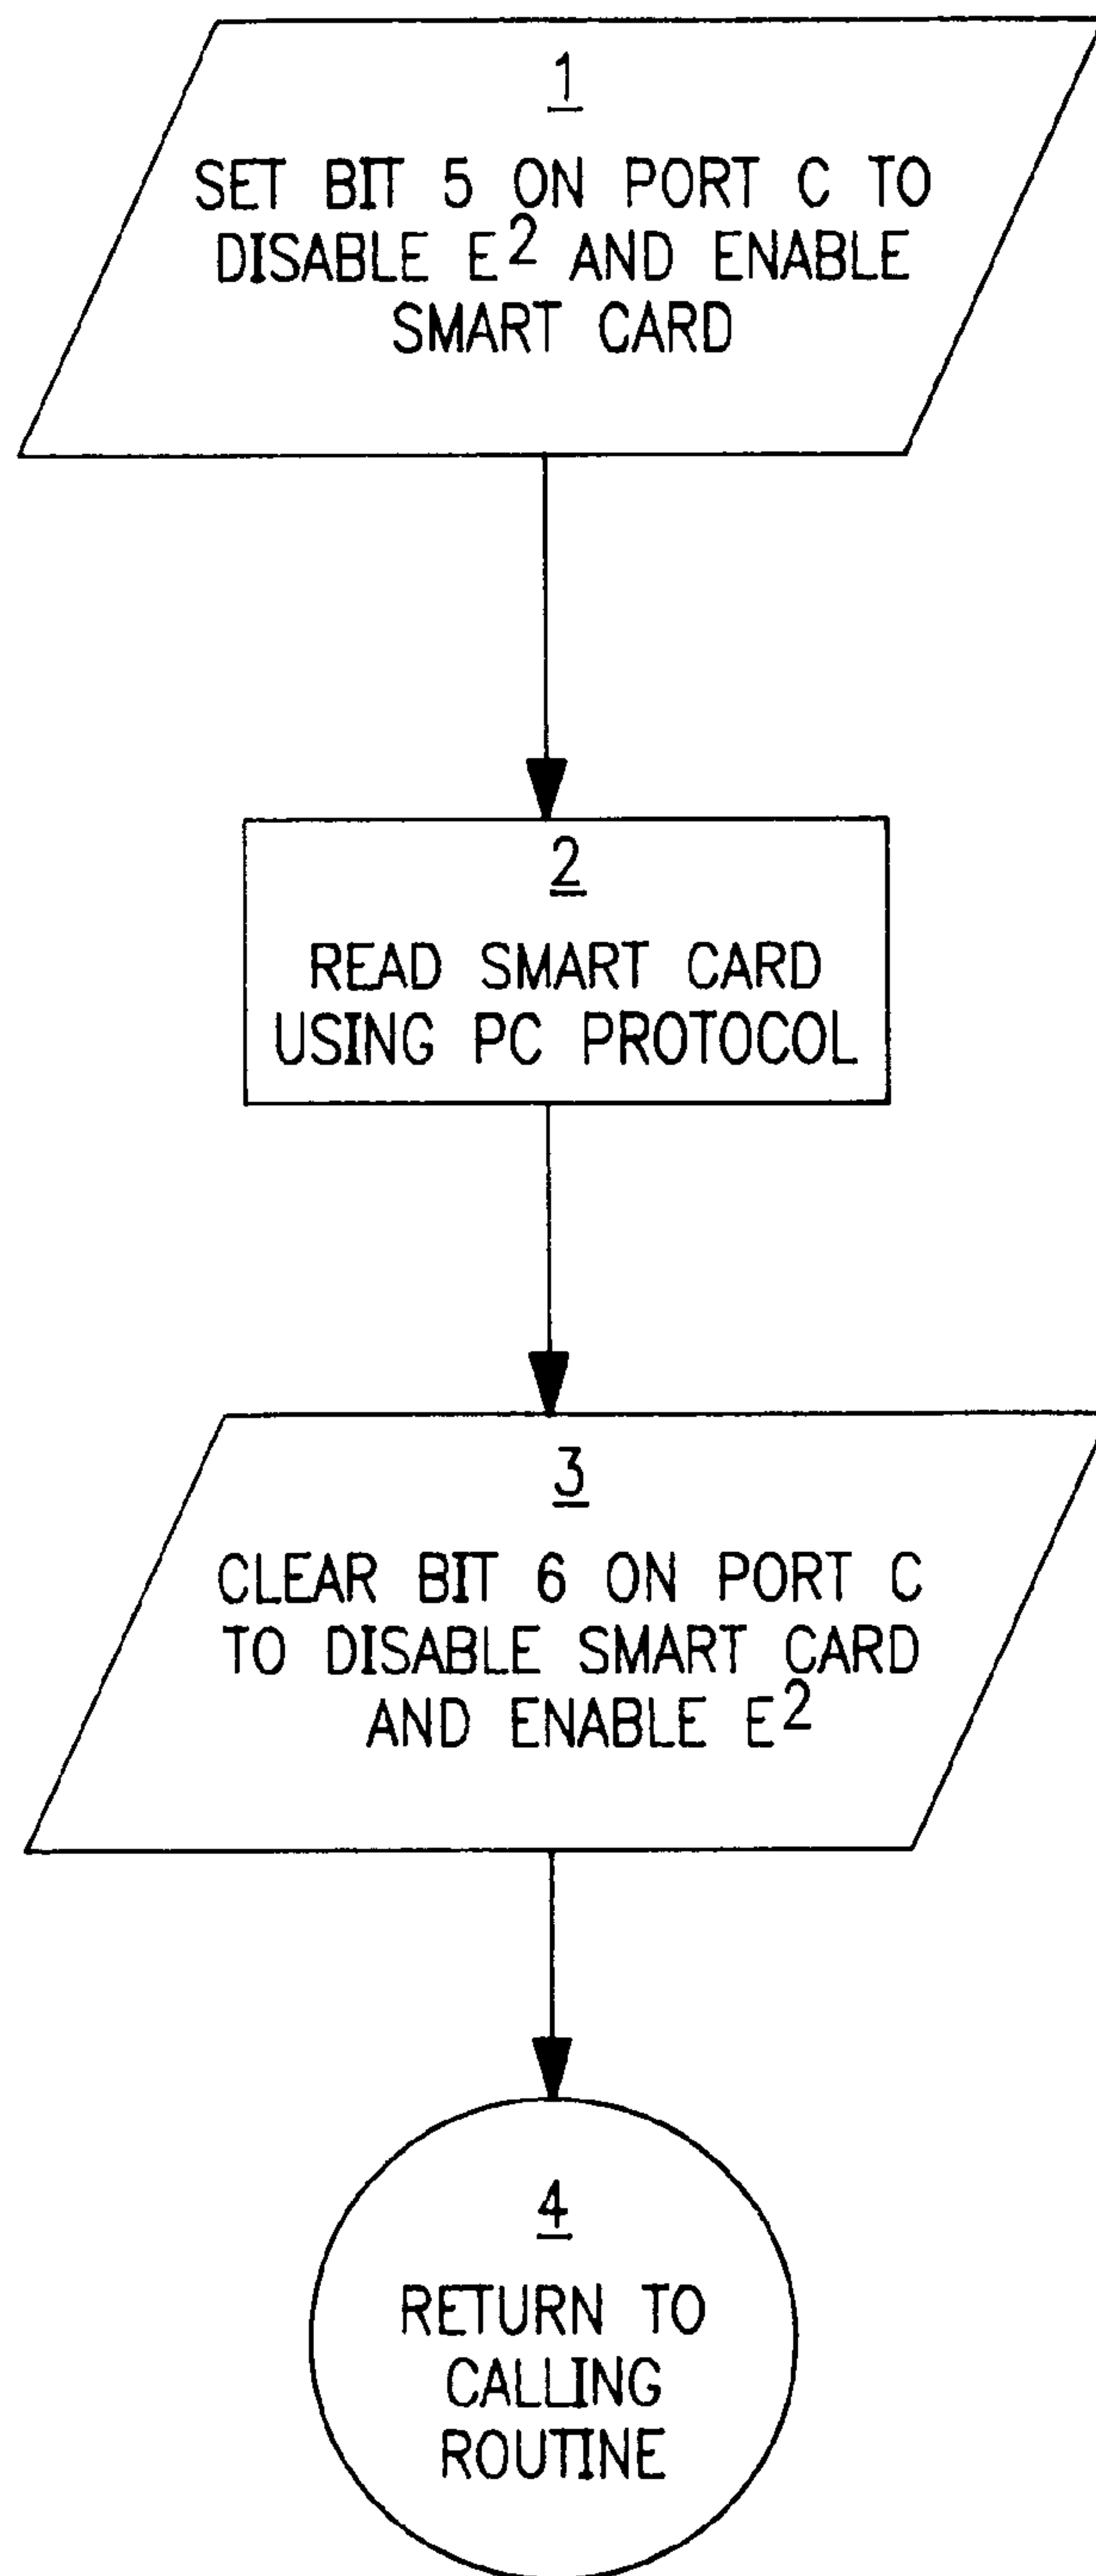 1
SET BIT 5 ON PORT C TO
DISABLE E² AND ENABLE
SMART CARD
2
READ SMART CARD
USING PC PROTOCOL
3
CLEAR BIT 6 ON PORT C
TO DISABLE SMART CARD
AND ENABLE E²
4
RETURN TO
CALLING
ROUTINE